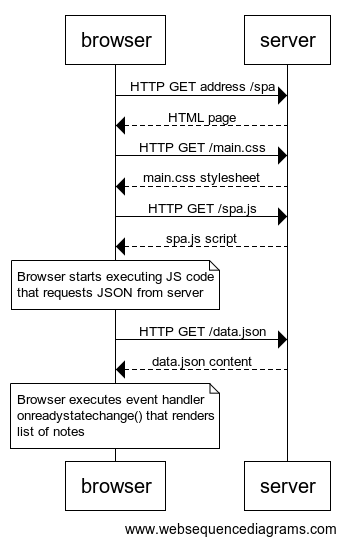 browser server
HTTP GET address /spa
HTML page
HTTP GET /main.css
main.css stylesheet
HTTP GET /spa.js
spa.js script
Browser starts executing JS code
that requests JSON from server
HTTP GET /data.json
data.json content
Browser executes event handler
onreadystatechange() that renders
list of notes
browser server
www.websequencediagrams.com